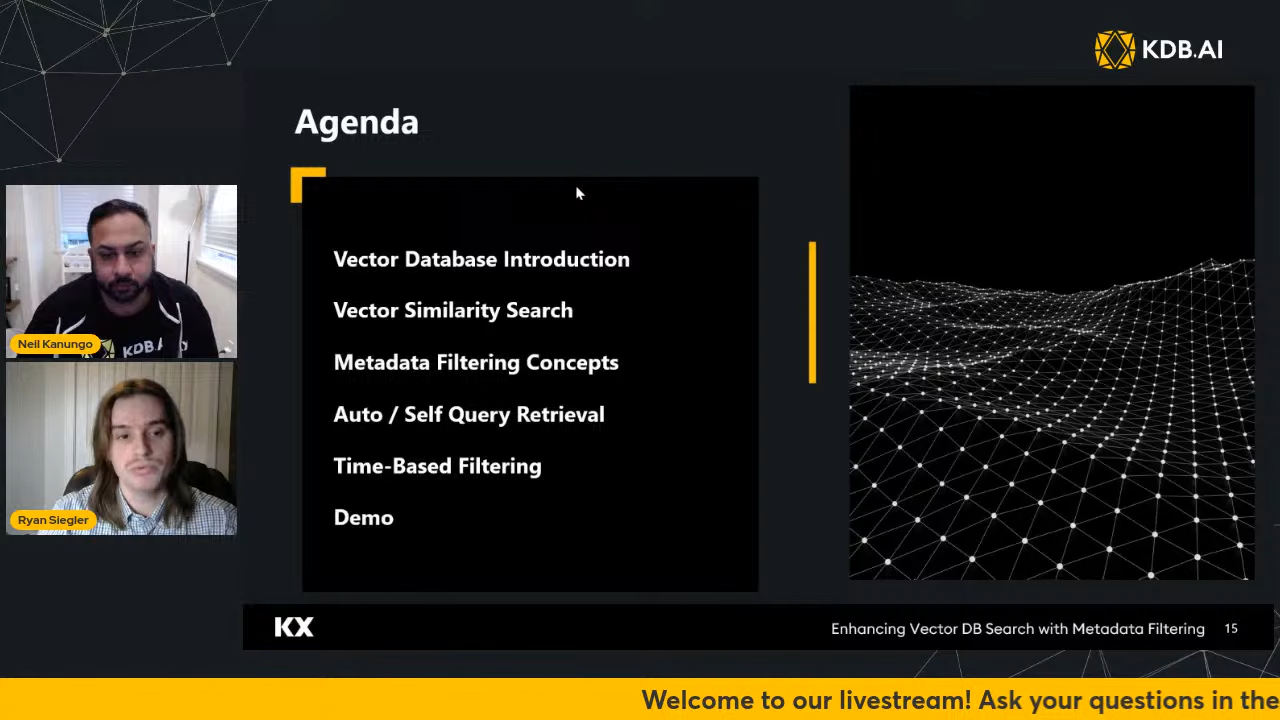 KDB.AI
Agenda
Vector Database Introduction
Vector Similarity Search
Metadata Filtering Concepts
Auto / Self Query Retrieval
Time-Based Filtering
Demo
KDB.A
Neil Kanungo
Ryan Siegler
KX
Enhancing Vector DB Search with Metadata Filtering 15
Welcome to our livestream! Ask your questions in the